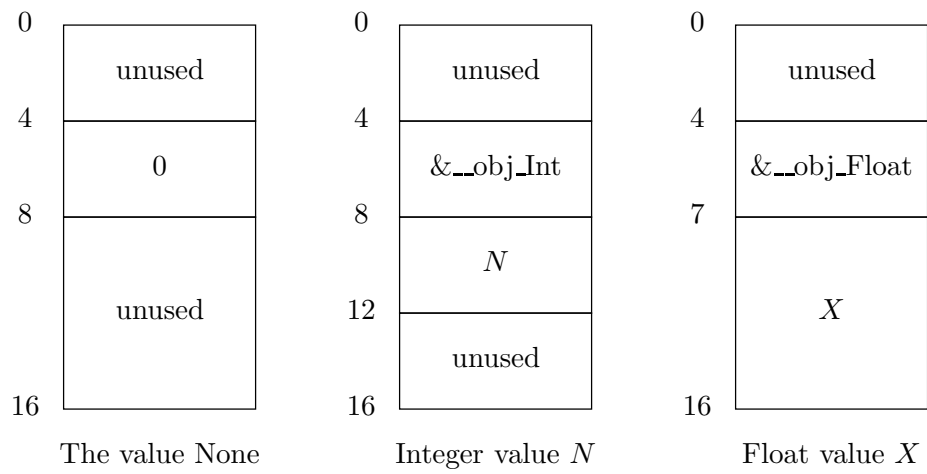 0
unused
4
0
8
unused
16
The value None
0
unused
4
&__obj_Int
8
N
12
unused
16
Integer value N
0
unused
4
&__obj_Float
7
X
16
Float value X